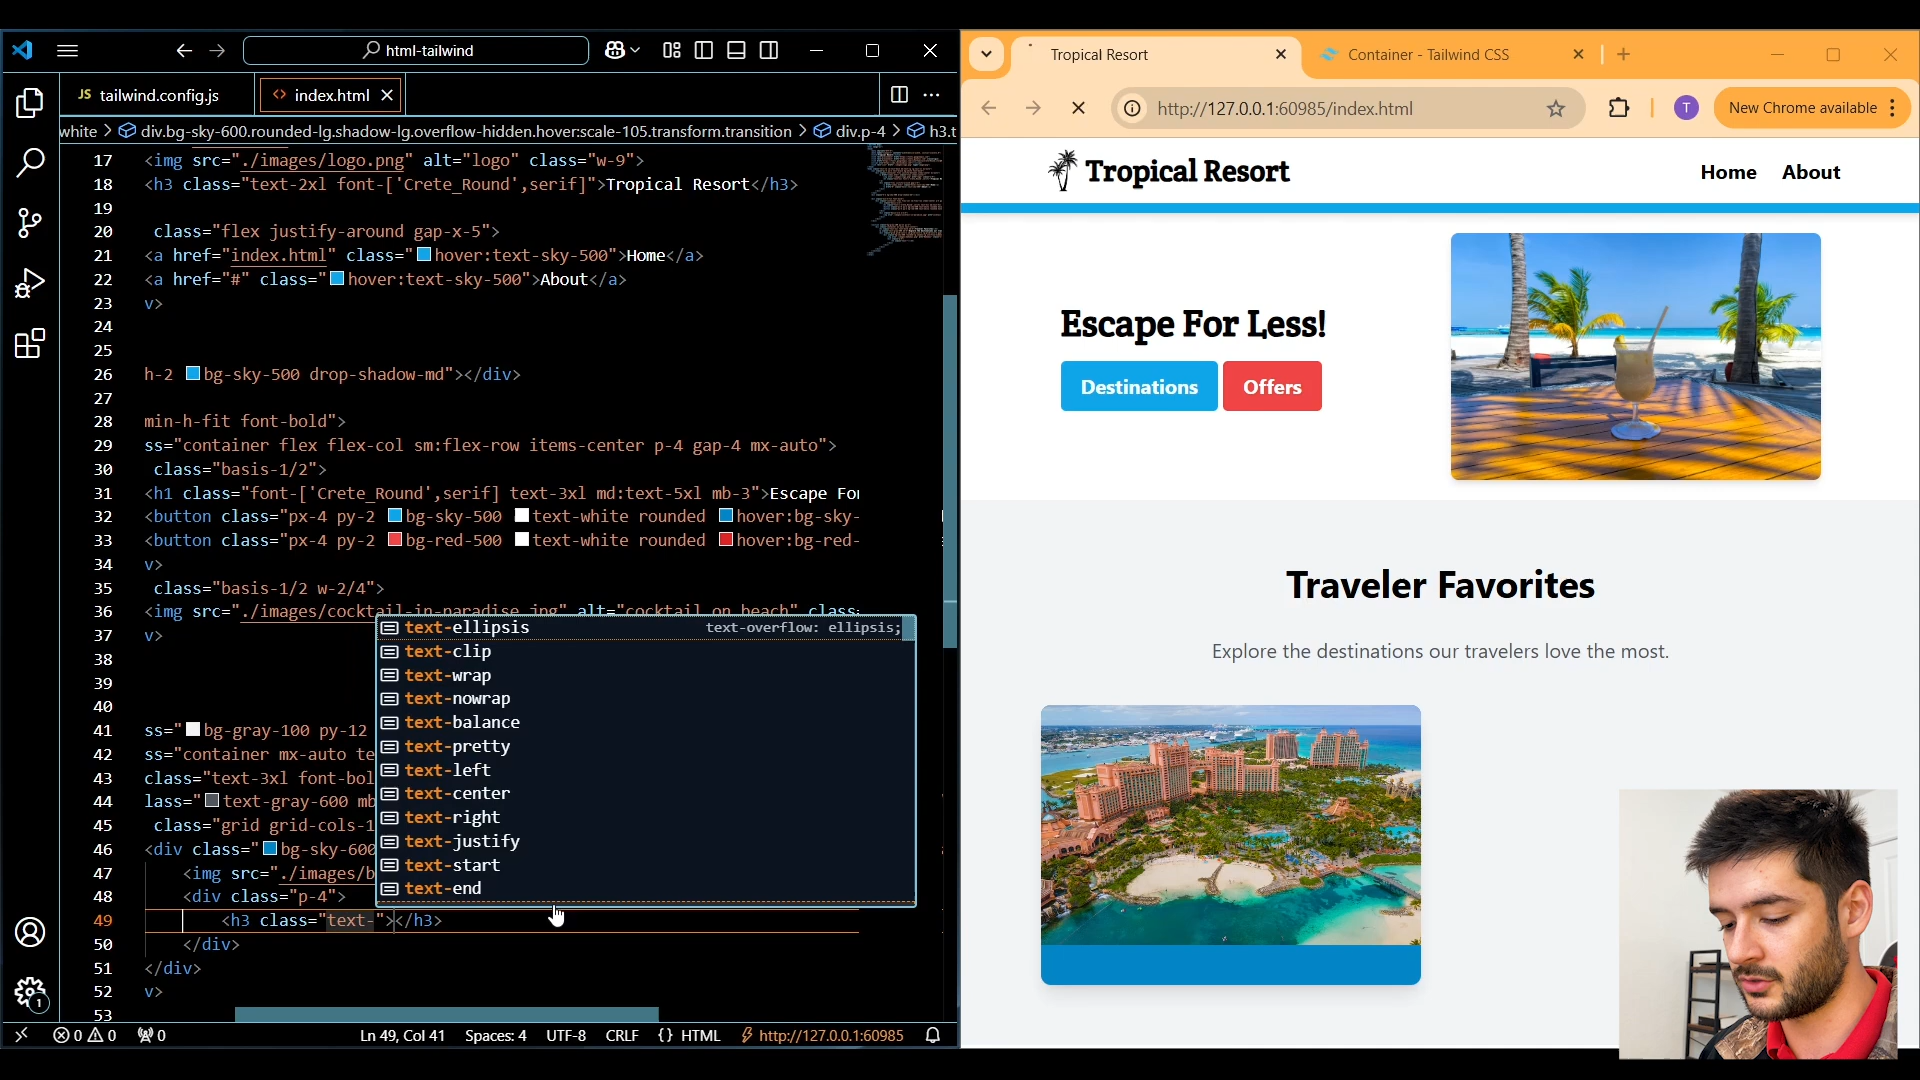 html-tailwind
JS tailwind.config.js
<> index.html
white > div.bg-sky-600.rounded-lg.shadow-lg.overflow-hidden.hover:scale-105.transform.transition > div.p-4 > h3.t
17 <img src="./images/logo.png" alt="logo" class="w-9">
18 <h3 class="text-2xl font-['Crete_Round',serif]">Tropical Resort</h3>
19
20 class="flex justify-around gap-x-5">
21 <a href="index.html" class="hover:text-sky-500">Home</a>
22 <a href="#" class="hover:text-sky-500">About</a>
23 v>
24
25
26 h-2 bg-sky-500 drop-shadow-md"></div>
27
28 min-h-fit font-bold">
29 ss="container flex flex-col sm:flex-row items-center p-4 gap-4 mx-auto">
30 class="basis-1/2">
31 <h1 class="font-['Crete_Round',serif] text-3xl md:text-5xl mb-3">Escape For
32 <button class="px-4 py-2 bg-sky-500 text-white rounded hover:bg-sky-
33 <button class="px-4 py-2 bg-red-500 text-white rounded hover:bg-red-
34 v>
35 class="basis-1/2 w-2/4">
36 <img src="./images/cocktail-in-paradise.jpg" alt="cocktail on beach" class=
37 v>
38
39
40
41 ss="bg-gray-100 py-12
42 ss="container mx-auto te
43 class="text-3xl font-bol
44 lass="text-gray-600 mb
45 class="grid grid-cols-1
46 <div class="bg-sky-600
47 <img src="./images/b
48 <div class="p-4">
49 <h3 class="text-"></h3>
50 </div>
51 </div>
52 v>
53
text-ellipsis text-overflow: ellipsis;
text-clip
text-wrap
text-nowrap
text-balance
text-pretty
text-left
text-center
text-right
text-justify
text-start
text-end
1
0 0 0 Ln 49, Col 41 Spaces: 4 UTF-8 CRLF {} HTML http://127.0.0.1:60985
Tropical Resort
Container - Tailwind CSS
http://127.0.0.1:60985/index.html
T
New Chrome available
Tropical Resort
Home About
Escape For Less!
Destinations Offers
Traveler Favorites
Explore the destinations our travelers love the most.